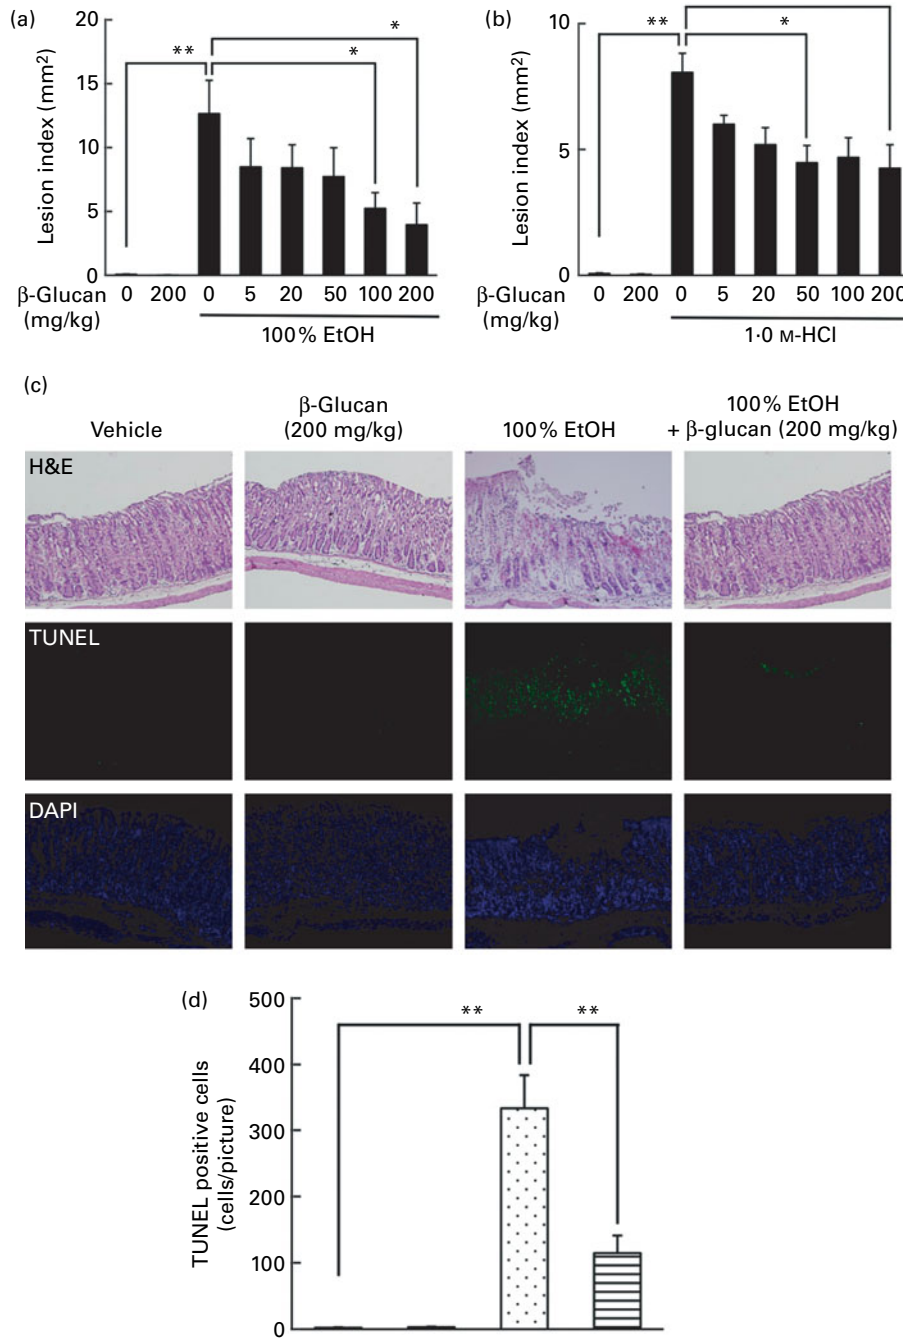 (a)
20
15
10
5
0
Lesion index (mm²)
**
*
*
β-Glucan
(mg/kg)
0 200 0 5 20 50 100 200
100% EtOH
(b)
10
5
0
Lesion index (mm²)
**
*
β-Glucan
(mg/kg)
0 200 0 5 20 50 100 200
1·0 M-HCl
(c)
Vehicle
β-Glucan
(200 mg/kg)
100% EtOH
100% EtOH
+ β-glucan (200 mg/kg)
H&E
TUNEL
DAPI
(d)
500
400
300
200
100
0
TUNEL positive cells
(cells/picture)
**
**